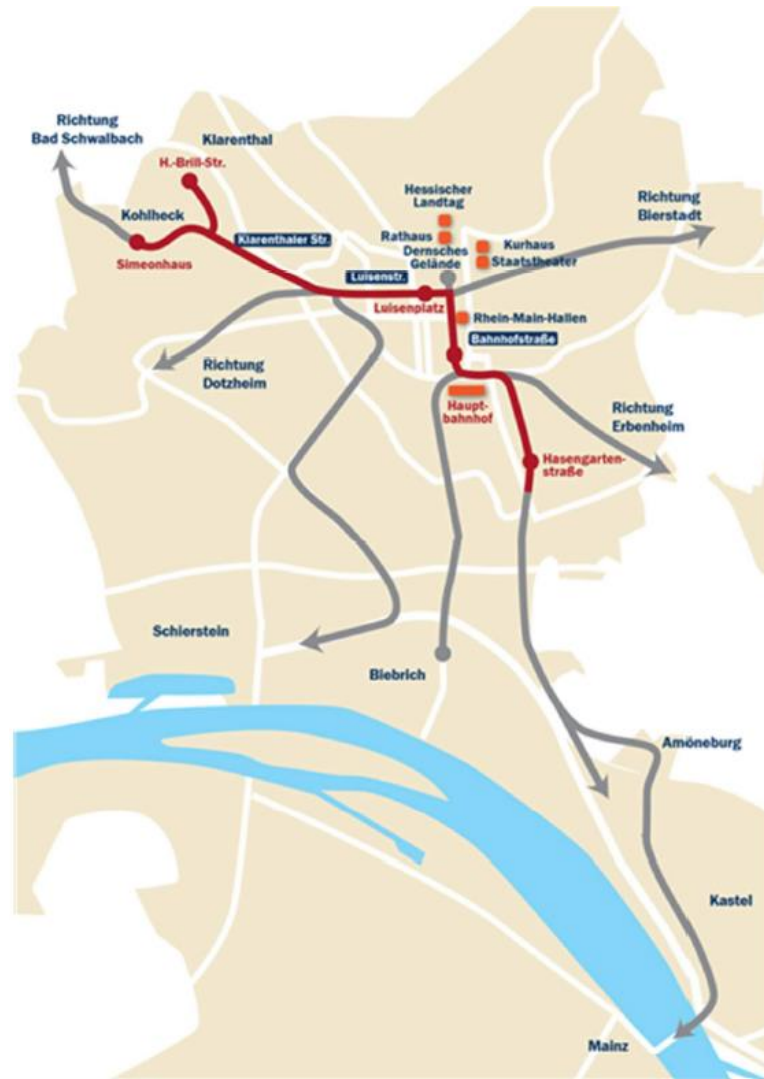 Richtung
Bad Schwalbach
Klarenthal
H.-Brill-Str.
Kohlheck
Simeonhaus
Klarenthaler Str.
Hessischer
Landtag
Rathaus
Dernsches
Gelände
Kurhaus
Staatstheater
Richtung
Bierstadt
Luisenstr.
Luisenplatz
Rhein-Main-Hallen
Bahnhofstraße
Richtung
Dotzheim
Haupt-
bahnhof
Richtung
Erbenheim
Hasengarten-
straße
Schierstein
Biebrich
Amöneburg
Kastel
Mainz